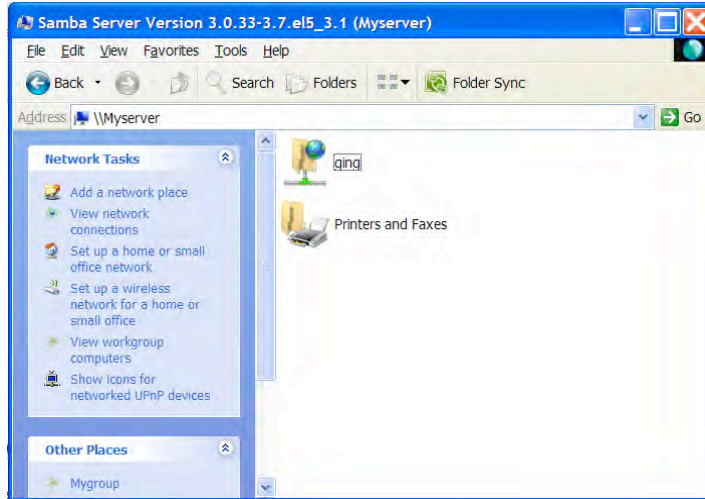 Samba Server Version 3.0.33-3.7.el5_3.1 (Myserver)
File Edit View Favorites Tools Help
Back Search Folders Folder Sync
Address \\Myserver Go
Network Tasks
Add a network place
View network
connections
Set up a home or small
office network
Set up a wireless
network for a home or
small office
View workgroup
computers
Show icons for
networked UPnP devices
Other Places
Mygroup
qing
Printers and Faxes